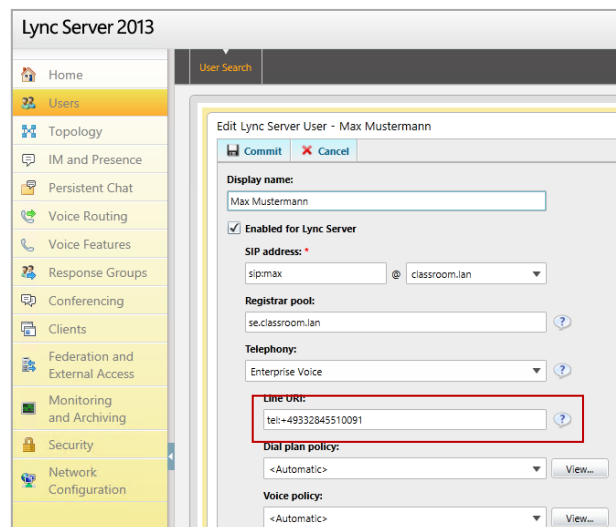 Lync Server 2013
Home
Users
Topology
IM and Presence
Persistent Chat
Voice Routing
Voice Features
Response Groups
Conferencing
Clients
Federation and
External Access
Monitoring
and Archiving
Security
Network
Configuration
User Search
Edit Lync Server User - Max Mustermann
Commit Cancel
Display name:
Max Mustermann
Enabled for Lync Server
SIP address: *
sip:max @ classroom.lan
Registrar pool:
se.classroom.lan
Telephony:
Enterprise Voice
Line URI:
tel:+49332845510091
Dial plan policy:
<Automatic> View...
Voice policy:
<Automatic> View...